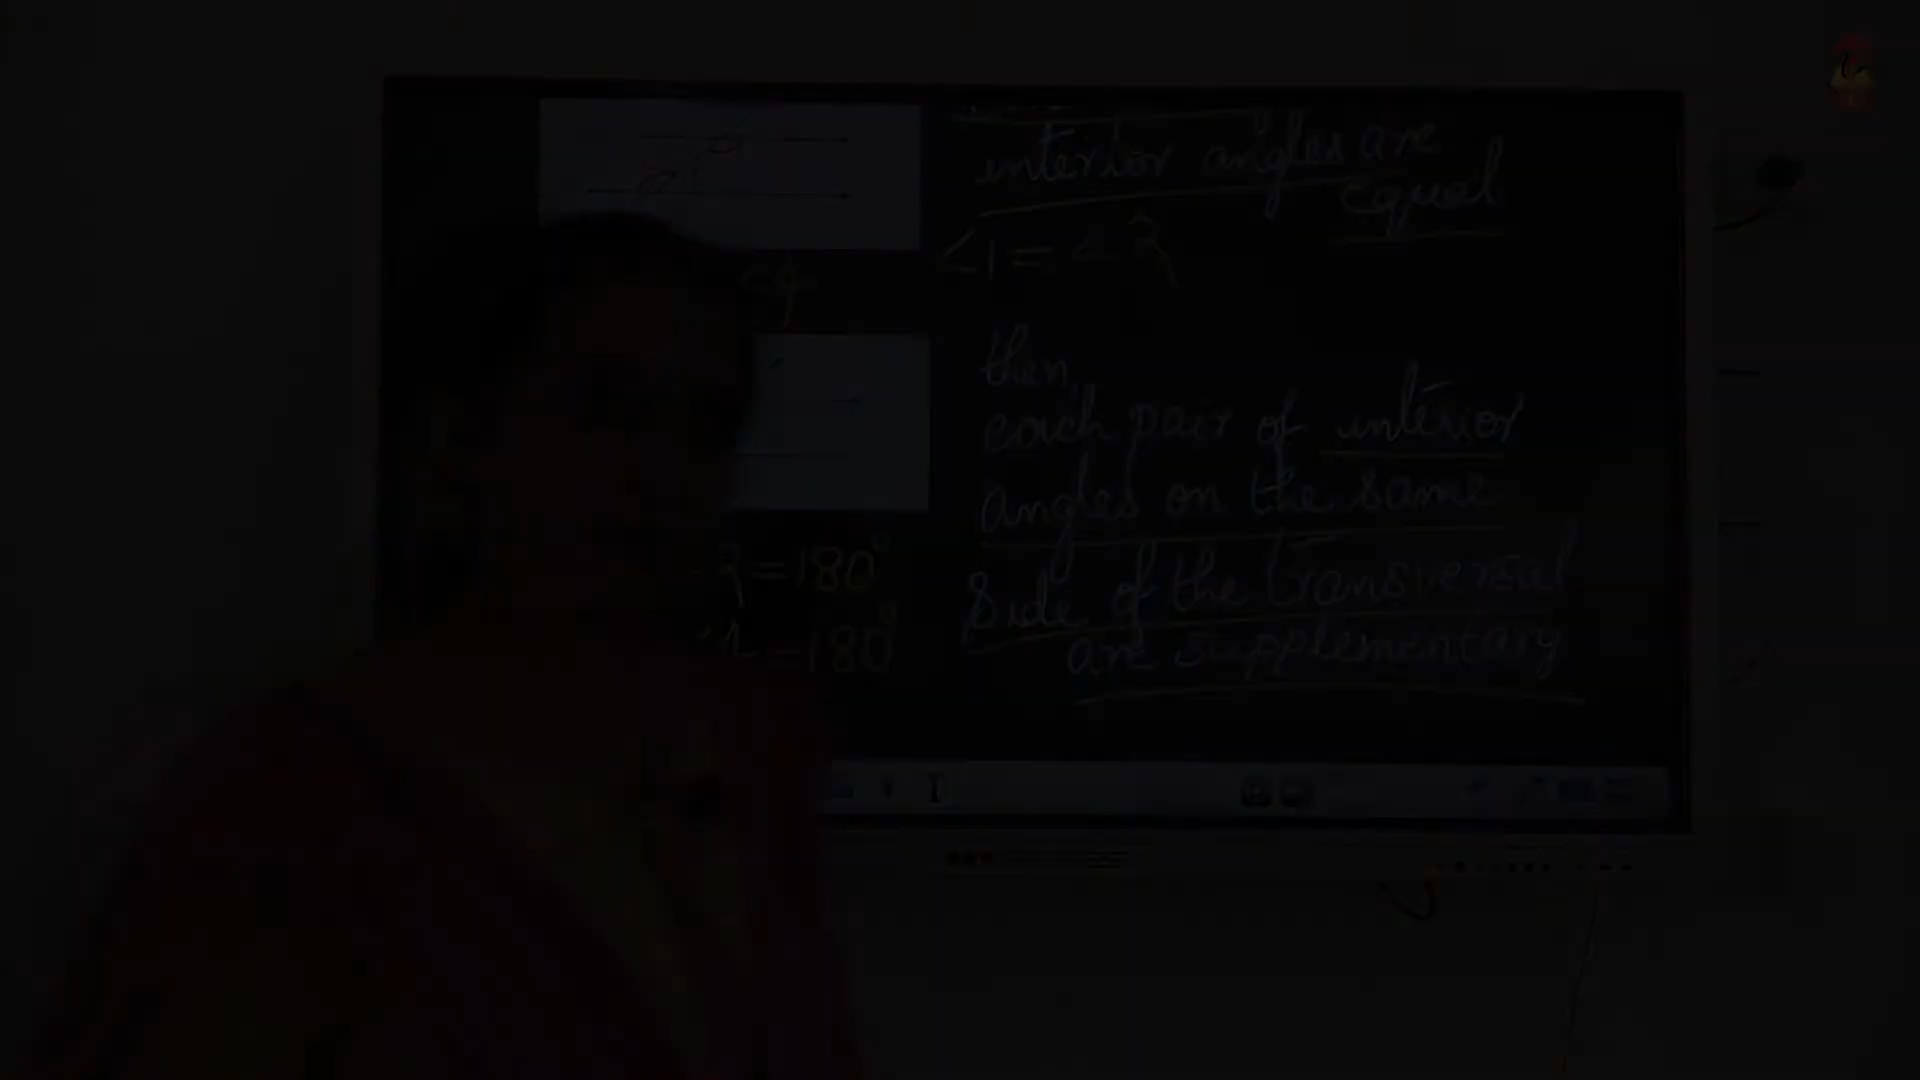 interior angles are
equal
∠1 = ∠2
then
each pair of interior
angles on the same
side of the transversal
are supplementary
= 180°
= 180°